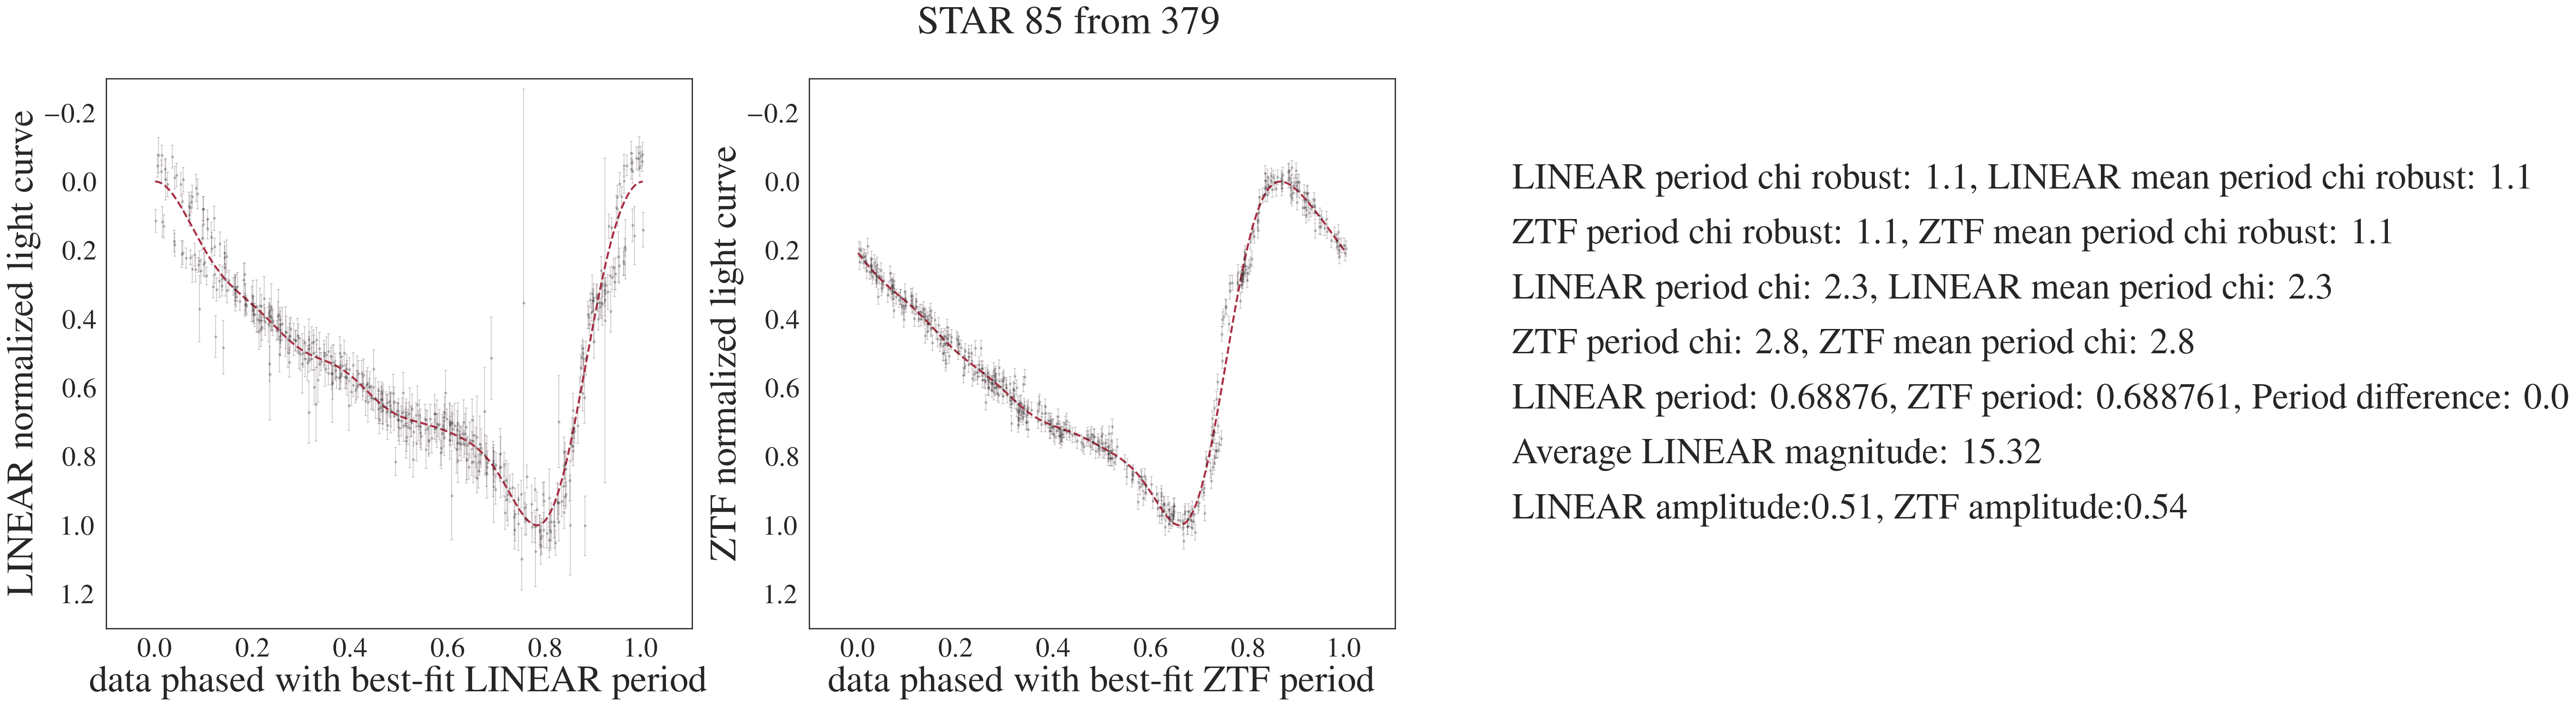 STAR 85 from 379
LINEAR normalized light curve
−0.2
0.0
0.2
0.4
0.6
0.8
1.0
1.2
0.0 0.2 0.4 0.6 0.8 1.0
data phased with best-fit LINEAR period
ZTF normalized light curve
−0.2
0.0
0.2
0.4
0.6
0.8
1.0
1.2
0.0 0.2 0.4 0.6 0.8 1.0
data phased with best-fit ZTF period
LINEAR period chi robust: 1.1, LINEAR mean period chi robust: 1.1
ZTF period chi robust: 1.1, ZTF mean period chi robust: 1.1
LINEAR period chi: 2.3, LINEAR mean period chi: 2.3
ZTF period chi: 2.8, ZTF mean period chi: 2.8
LINEAR period: 0.68876, ZTF period: 0.688761, Period difference: 0.0
Average LINEAR magnitude: 15.32
LINEAR amplitude:0.51, ZTF amplitude:0.54